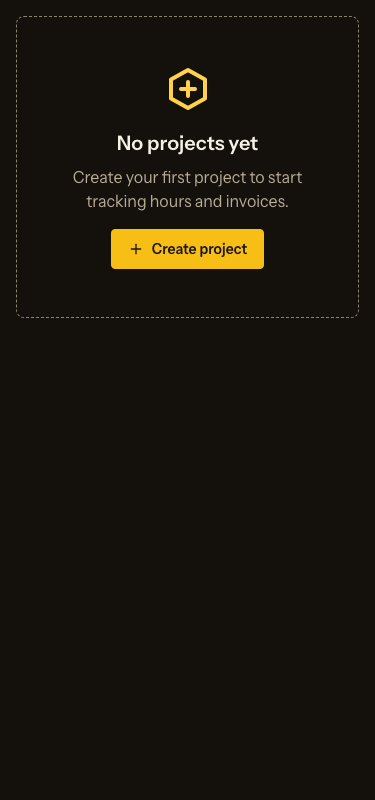 No projects yet
Create your first project to start
tracking hours and invoices.
Create project